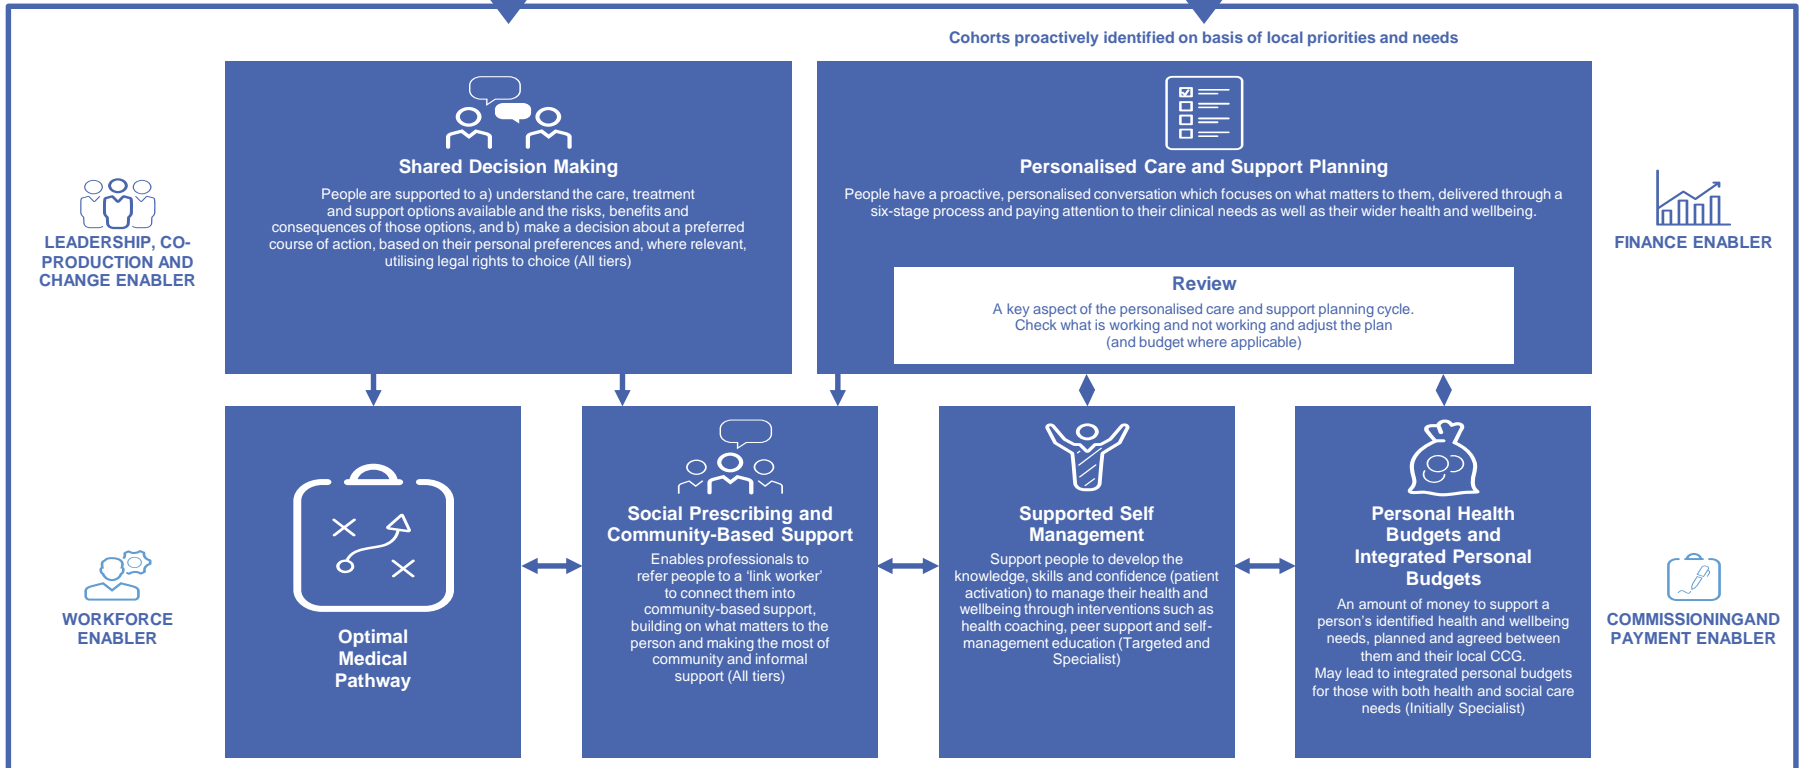 Cohorts proactively identified on basis of local priorities and needs
Shared Decision Making
People are supported to a) understand the care, treatment
and support options available and the risks, benefits and
consequences of those options, and b) make a decision about a preferred
course of action, based on their personal preferences and, where relevant,
utilising legal rights to choice (All tiers)
Personalised Care and Support Planning
People have a proactive, personalised conversation which focuses on what matters to them, delivered through a
six-stage process and paying attention to their clinical needs as well as their wider health and wellbeing.
Review
A key aspect of the personalised care and support planning cycle.
Check what is working and not working and adjust the plan
(and budget where applicable)
LEADERSHIP, CO-
PRODUCTION AND
CHANGE ENABLER
FINANCE ENABLER
Optimal
Medical
Pathway
Social Prescribing and
Community-Based Support
Enables professionals to
refer people to a ‘link worker’
to connect them into
community-based support,
building on what matters to the
person and making the most of
community and informal
support (All tiers)
Supported Self
Management
Support people to develop the
knowledge, skills and confidence (patient
activation) to manage their health and
wellbeing through interventions such as
health coaching, peer support and self-
management education (Targeted and
Specialist)
Personal Health
Budgets and
Integrated Personal
Budgets
An amount of money to support a
person’s identified health and wellbeing
needs, planned and agreed between
them and their local CCG.
May lead to integrated personal budgets
for those with both health and social care
needs (Initially Specialist)
WORKFORCE
ENABLER
COMMISSIONINGAND
PAYMENT ENABLER